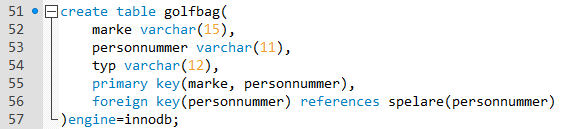 51 create table golfbag(
52 marke varchar(15),
53 personnummer varchar(11),
54 typ varchar(12),
55 primary key(marke, personnummer),
56 foreign key(personnummer) references spelare(personnummer)
57 )engine=innodb;